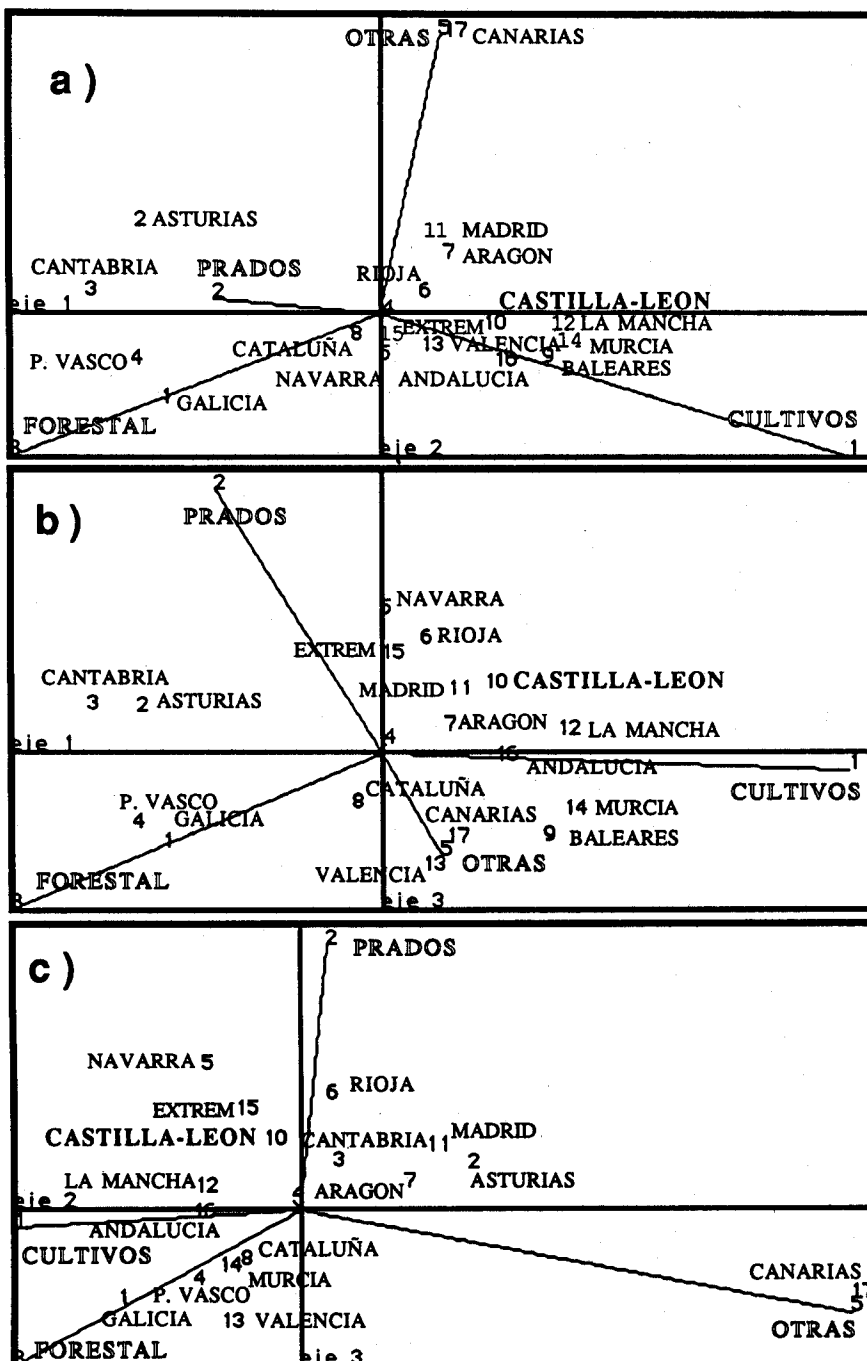 OTRAS 5 17 CANARIAS
a )
2 ASTURIAS
11 MADRID
7 ARAGON
CANTABRIA PRADOS RIOJA
3 2 6
eje 1 4 CASTILLA-LEON
EXTREM 10 12 LA MANCHA
8 15 13 VALENCIA 14 MURCIA
CATALUÑA 5 16 9
P. VASCO 4 BALEARES
NAVARRA ANDALUCIA
1 GALICIA
FORESTAL CULTIVOS
3 eje 2 1
2
b ) PRADOS
5 NAVARRA
6 RIOJA
EXTREM 15
CANTABRIA MADRID 11 10 CASTILLA-LEON
3 2 ASTURIAS
7 ARAGON 12 LA MANCHA
eje 1 4 16 1
ANDALUCIA
CATALUÑA CULTIVOS
P. VASCO 8 CANARIAS 14 MURCIA
4 GALICIA 17 9 BALEARES
1 5
13 OTRAS
VALENCIA
FORESTAL
3 eje 3
2 PRADOS
c )
NAVARRA 5
6 RIOJA
EXTREM 15
CASTILLA-LEON 10 CANTABRIA 11 MADRID
3 2
LA MANCHA 12 ARAGON 7 ASTURIAS
eje 2 4
1 16
ANDALUCIA
CULTIVOS CATALUÑA
14 8 CANARIAS
4 MURCIA 17
1 P. VASCO 5
GALICIA 13 VALENCIA OTRAS
3 FORESTAL eje 3